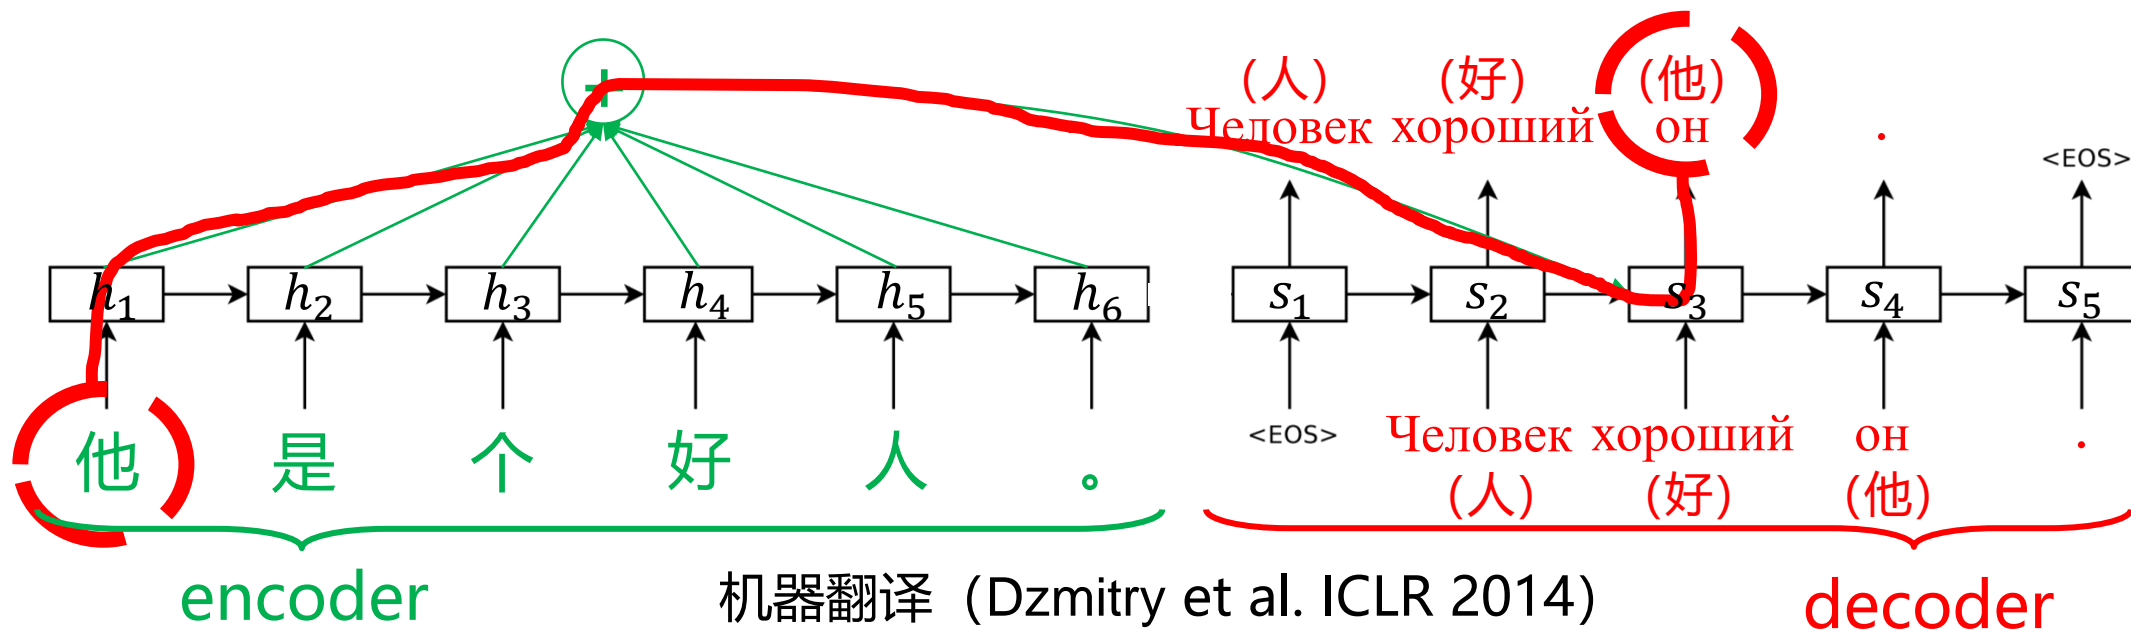 +
(人) (好) (他)
Человек хороший он .
<EOS>
h₁ h₂ h₃ h₄ h₅ h₆ s₁ s₂ s₃ s₄ s₅
他 是 个 好 人 。 <EOS> Человек хороший он .
(人) (好) (他)
encoder 机器翻译（Dzmitry et al. ICLR 2014） decoder